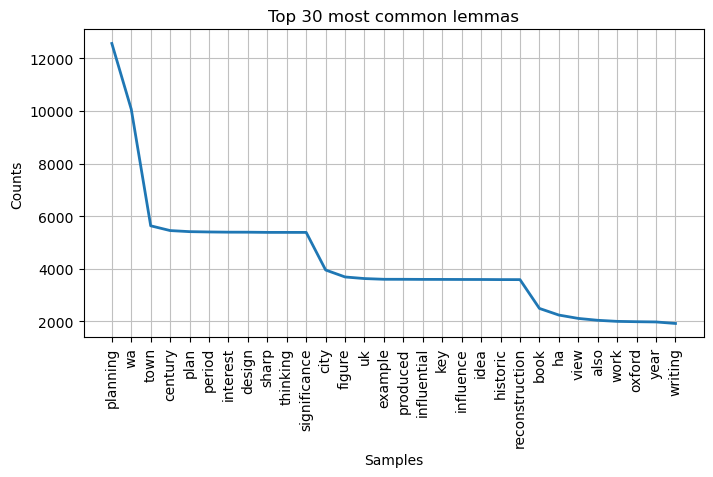 Top 30 most common lemmas
Counts
12000
10000
8000
6000
4000
2000
planning
wa
town
century
plan
period
interest
design
sharp
thinking
significance
city
figure
uk
example
produced
influential
key
influence
idea
historic
reconstruction
book
ha
view
also
work
oxford
year
writing
Samples